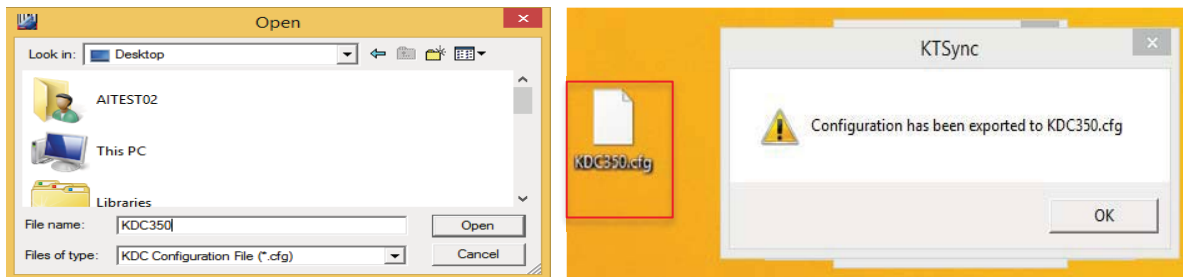 Open
Look in: Desktop
AITEST02
This PC
Libraries
File name: KDC350 Open
Files of type: KDC Configuration File (*.cfg) Cancel
KDC350.cfg
KTSync
Configuration has been exported to KDC350.cfg
OK